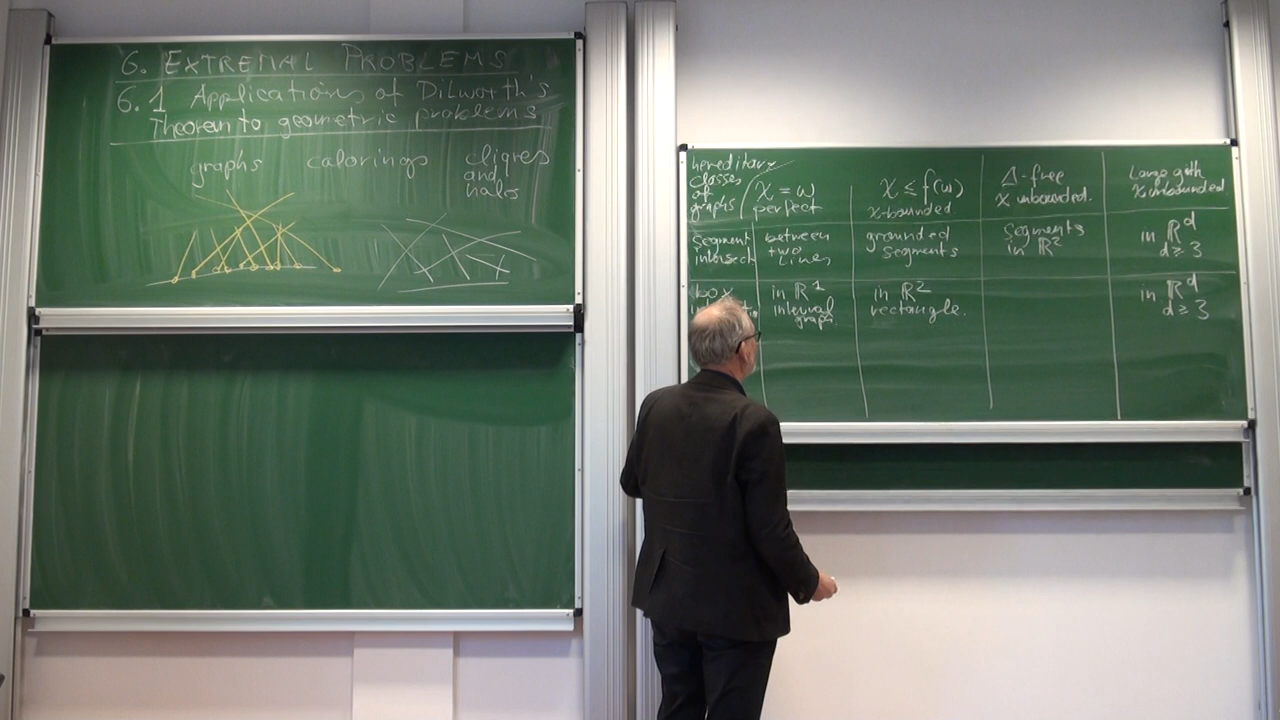 6. EXTREMAL PROBLEMS
6.1 Applications of Dilworth's
Theorem to geometric problems
graphs colorings cliques
and
holes
hereditary
classes
of
graphs
χ = ω
perfect
χ ≤ f(ω)
χ-bounded
Δ-free
χ unbounded.
Large girth
χ unbounded
segment
intersect
between
two
lines
grounded
segments
segments
in ℝ²
in ℝ^d
d ≥ 3
box
in ℝ¹
interval
graph
in ℝ²
rectangle.
in ℝ^d
d ≥ 3